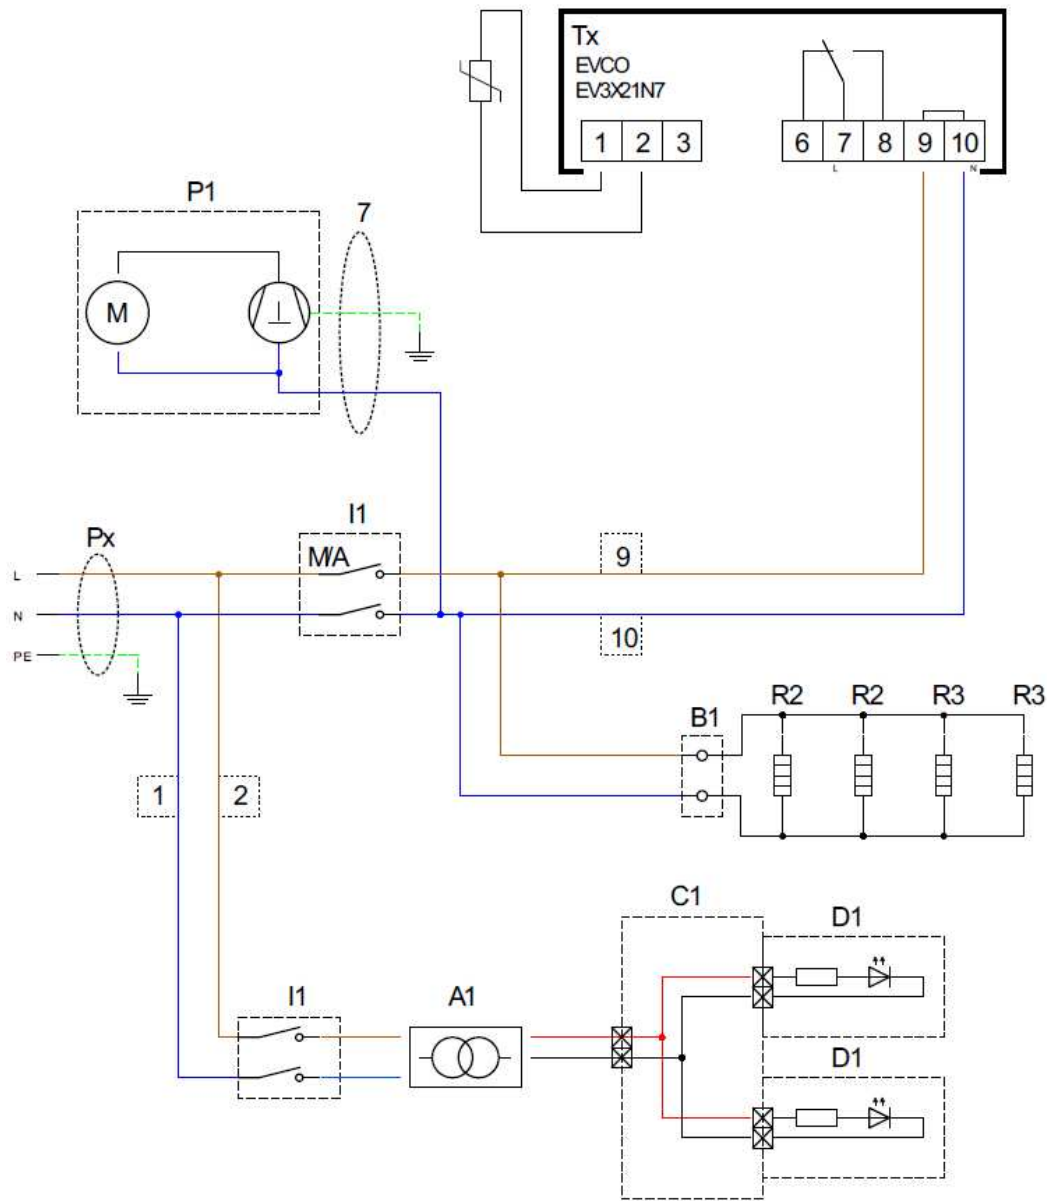 Tx
EVCO
EV3X21N7
1 2 3
6 7 8 9 10
L N
P1
7
M
I1
Px
M/A
9
L
N
10
PE
R2 R2 R3 R3
B1
1 2
C1
D1
I1
A1
D1